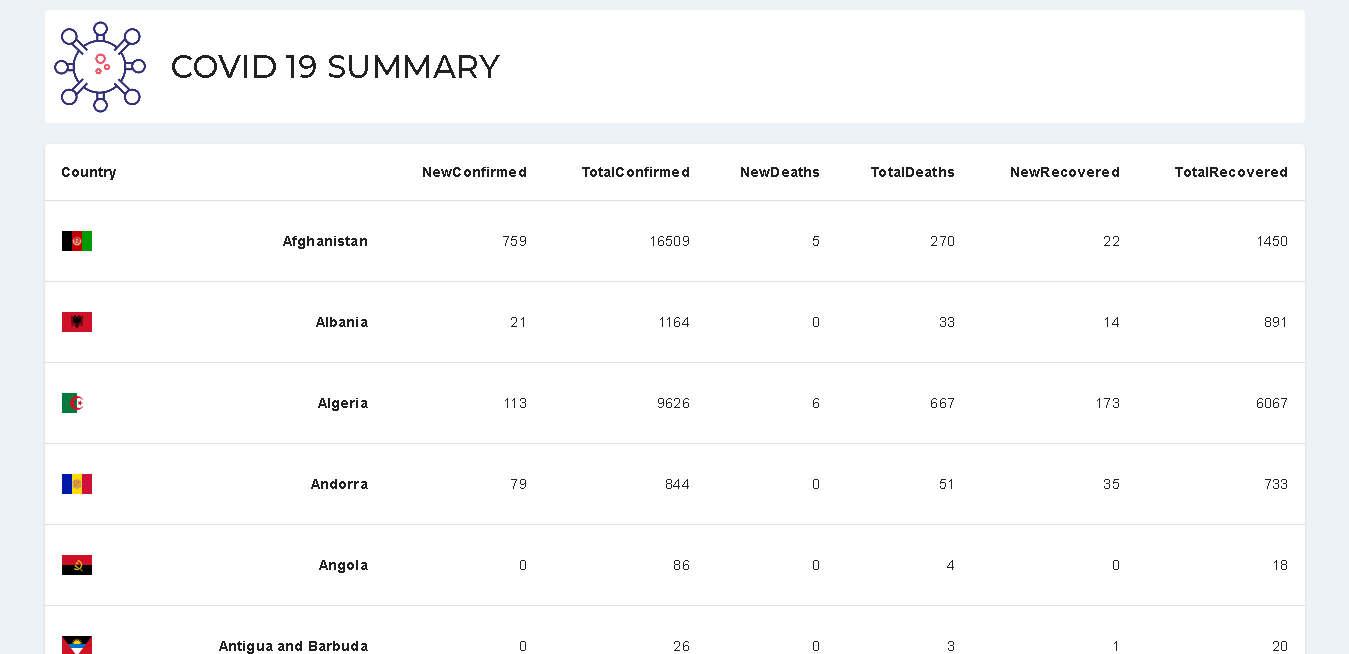 COVID 19 SUMMARY
Country NewConfirmed TotalConfirmed NewDeaths TotalDeaths NewRecovered TotalRecovered
Afghanistan 759 16509 5 270 22 1450
Albania 21 1164 0 33 14 891
Algeria 113 9626 6 667 173 6067
Andorra 79 844 0 51 35 733
Angola 0 86 0 4 0 18
Antigua and Barbuda 0 26 0 3 1 20